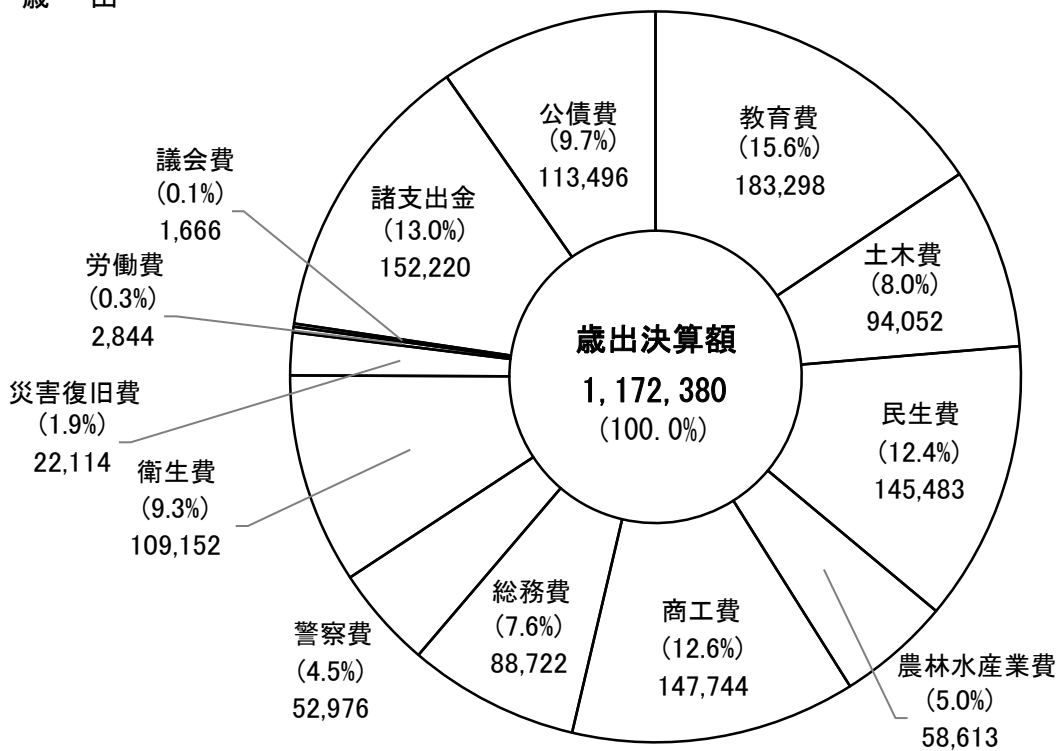 歳 出
公債費
(9.7%)
113,496
教育費
(15.6%)
183,298
議会費
(0.1%)
1,666
諸支出金
(13.0%)
152,220
労働費
(0.3%)
2,844
土木費
(8.0%)
94,052
歳出決算額
1,172,380
(100.0%)
災害復旧費
(1.9%)
22,114
民生費
(12.4%)
145,483
衛生費
(9.3%)
109,152
警察費
(4.5%)
52,976
総務費
(7.6%)
88,722
商工費
(12.6%)
147,744
農林水産業費
(5.0%)
58,613